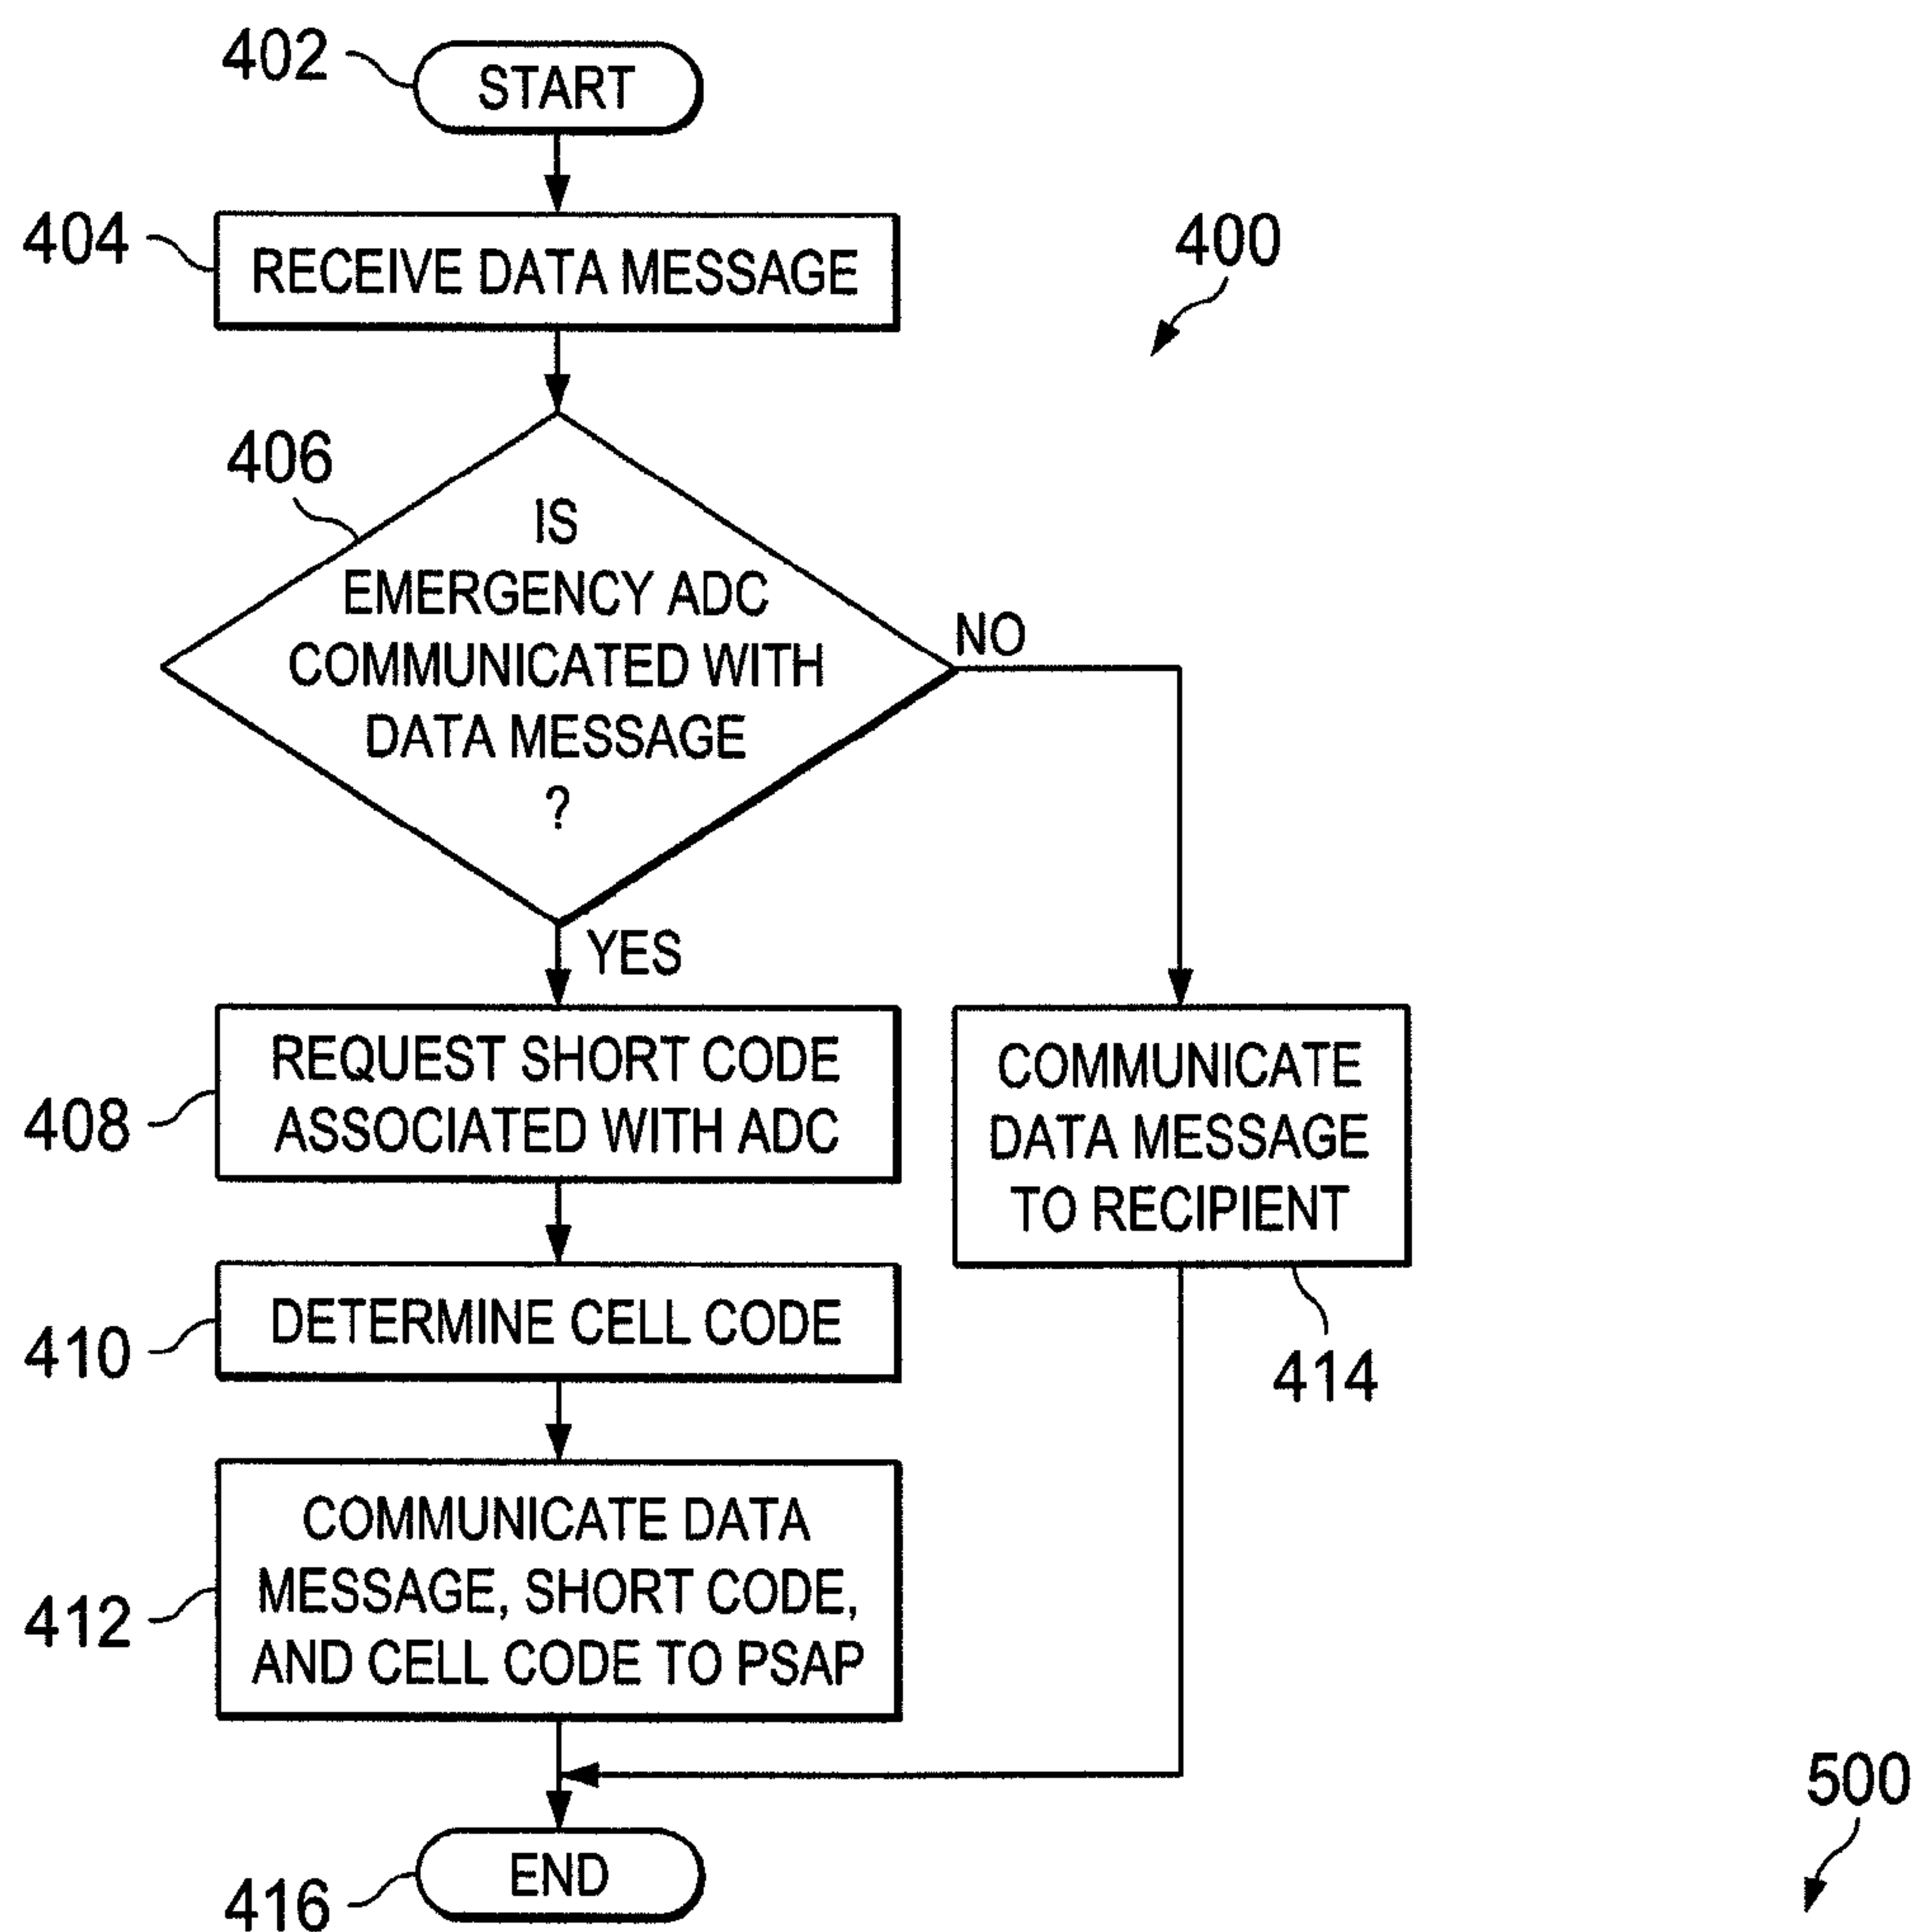 402
START
404
RECEIVE DATA MESSAGE
400
406
IS
EMERGENCY ADC
COMMUNICATED WITH
DATA MESSAGE
?
NO
YES
408
REQUEST SHORT CODE
ASSOCIATED WITH ADC
COMMUNICATE
DATA MESSAGE
TO RECIPIENT
414
410
DETERMINE CELL CODE
412
COMMUNICATE DATA
MESSAGE, SHORT CODE,
AND CELL CODE TO PSAP
416
END
500